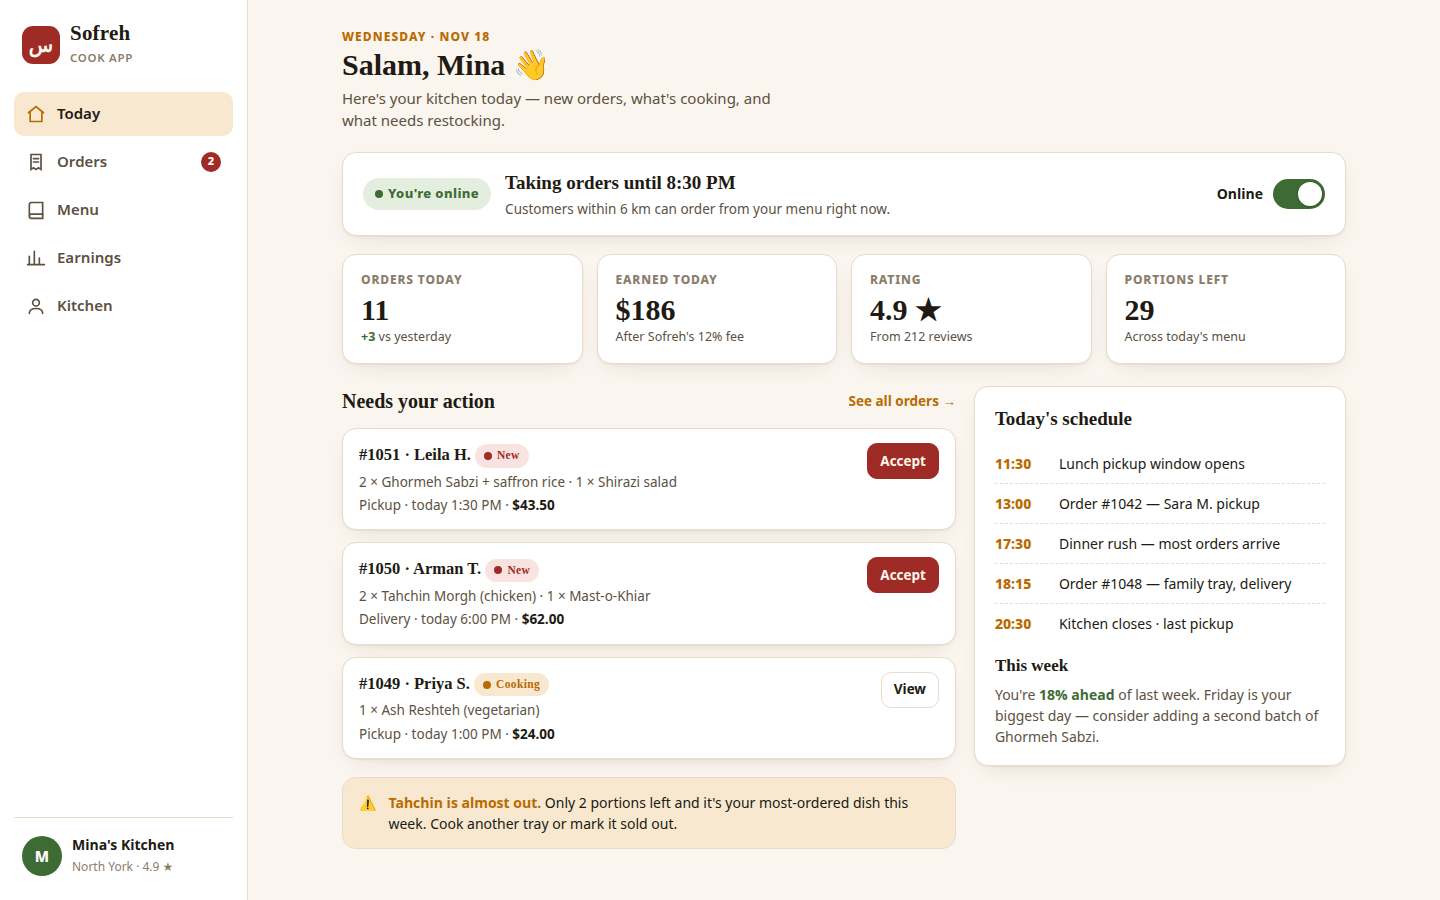 س
Sofreh
COOK APP
Today
Orders 2
Menu
Earnings
Kitchen
M
Mina's Kitchen
North York · 4.9 ★
WEDNESDAY · NOV 18
Salam, Mina 👋
Here's your kitchen today — new orders, what's cooking, and
what needs restocking.
You're online
Taking orders until 8:30 PM
Customers within 6 km can order from your menu right now.
Online
ORDERS TODAY
11
+3 vs yesterday
EARNED TODAY
$186
After Sofreh's 12% fee
RATING
4.9 ★
From 212 reviews
PORTIONS LEFT
29
Across today's menu
Needs your action
See all orders →
#1051 · Leila H. New
2 × Ghormeh Sabzi + saffron rice · 1 × Shirazi salad
Pickup · today 1:30 PM · $43.50
Accept
#1050 · Arman T. New
2 × Tahchin Morgh (chicken) · 1 × Mast-o-Khiar
Delivery · today 6:00 PM · $62.00
Accept
#1049 · Priya S. Cooking
1 × Ash Reshteh (vegetarian)
Pickup · today 1:00 PM · $24.00
View
⚠️ Tahchin is almost out. Only 2 portions left and it's your most-ordered dish this
week. Cook another tray or mark it sold out.
Today's schedule
11:30 Lunch pickup window opens
13:00 Order #1042 — Sara M. pickup
17:30 Dinner rush — most orders arrive
18:15 Order #1048 — family tray, delivery
20:30 Kitchen closes · last pickup
This week
You're 18% ahead of last week. Friday is your
biggest day — consider adding a second batch of
Ghormeh Sabzi.